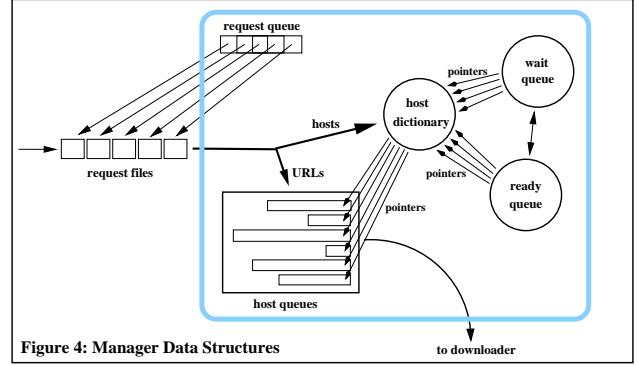 request queue
pointers
wait
queue
host
dictionary
hosts
request files
URLs
pointers
ready
queue
pointers
host queues
to downloader
Figure 4: Manager Data Structures